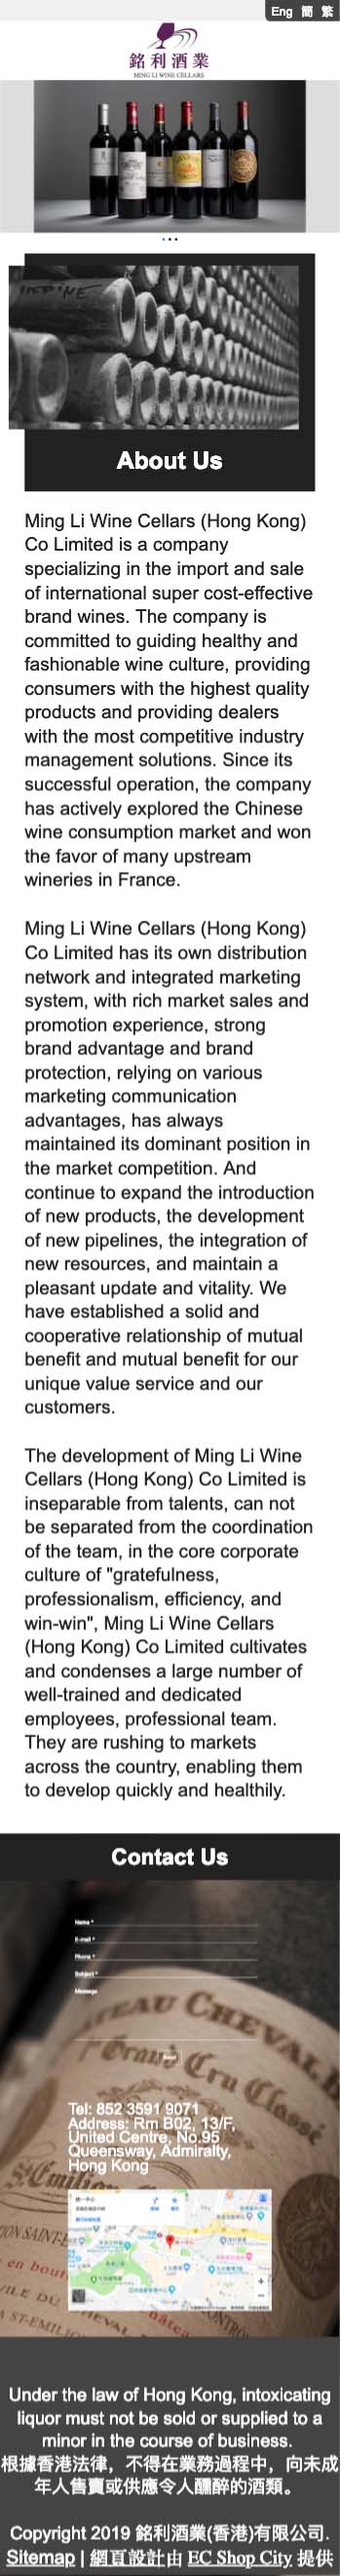 Eng 簡 繁
銘利酒業
MING LI WINE CELLARS
About Us
Ming Li Wine Cellars (Hong Kong)
Co Limited is a company
specializing in the import and sale
of international super cost-effective
brand wines. The company is
committed to guiding healthy and
fashionable wine culture, providing
consumers with the highest quality
products and providing dealers
with the most competitive industry
management solutions. Since its
successful operation, the company
has actively explored the Chinese
wine consumption market and won
the favor of many upstream
wineries in France.
Ming Li Wine Cellars (Hong Kong)
Co Limited has its own distribution
network and integrated marketing
system, with rich market sales and
promotion experience, strong
brand advantage and brand
protection, relying on various
marketing communication
advantages, has always
maintained its dominant position in
the market competition. And
continue to expand the introduction
of new products, the development
of new pipelines, the integration of
new resources, and maintain a
pleasant update and vitality. We
have established a solid and
cooperative relationship of mutual
benefit and mutual benefit for our
unique value service and our
customers.
The development of Ming Li Wine
Cellars (Hong Kong) Co Limited is
inseparable from talents, can not
be separated from the coordination
of the team, in the core corporate
culture of "gratefulness,
professionalism, efficiency, and
win-win", Ming Li Wine Cellars
(Hong Kong) Co Limited cultivates
and condenses a large number of
well-trained and dedicated
employees, professional team.
They are rushing to markets
across the country, enabling them
to develop quickly and healthily.
Contact Us
Name *
E-mail *
Phone *
Subject *
Message
Send
Tel: 852 3591 9071
Address: Rm B02, 13/F,
United Centre, No.95
Queensway, Admiralty,
Hong Kong
Under the law of Hong Kong, intoxicating
liquor must not be sold or supplied to a
minor in the course of business.
根據香港法律，不得在業務過程中，向未成
年人售賣或供應令人醺醉的酒類。
Copyright 2019 銘利酒業(香港)有限公司.
Sitemap | 網頁設計由 EC Shop City 提供